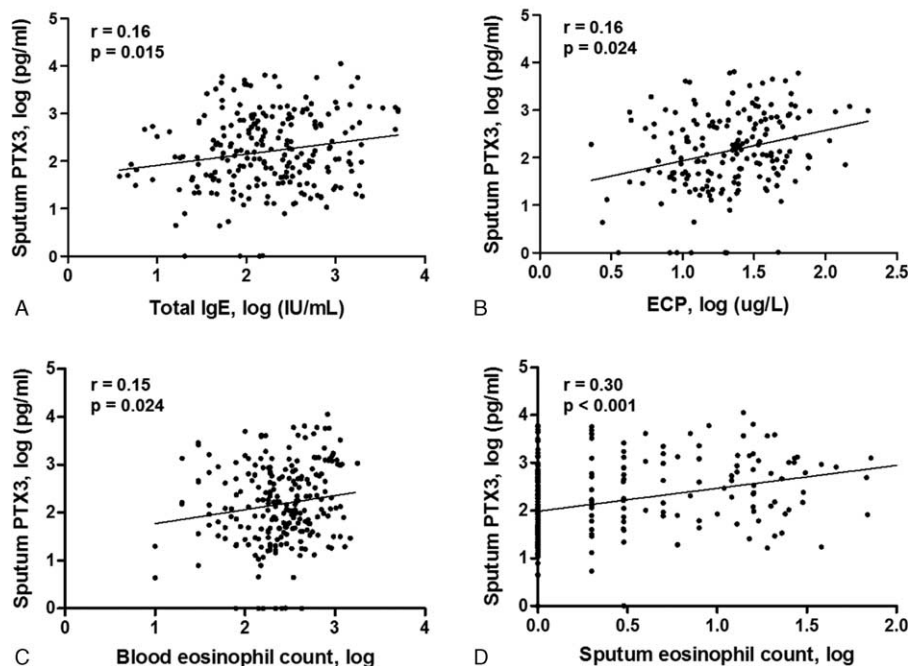 r = 0.16
p = 0.015
Sputum PTX3, log (pg/ml)
5
4
3
2
1
0
0
1
2
3
4
A
Total IgE, log (IU/mL)
r = 0.16
p = 0.024
Sputum PTX3, log (pg/ml)
5
4
3
2
1
0
0.0
0.5
1.0
1.5
2.0
2.5
B
ECP, log (ug/L)
r = 0.15
p = 0.024
Sputum PTX3, log (pg/ml)
5
4
3
2
1
0
0
1
2
3
4
C
Blood eosinophil count, log
r = 0.30
p < 0.001
Sputum PTX3, log (pg/ml)
5
4
3
2
1
0
0.0
0.5
1.0
1.5
2.0
D
Sputum eosinophil count, log